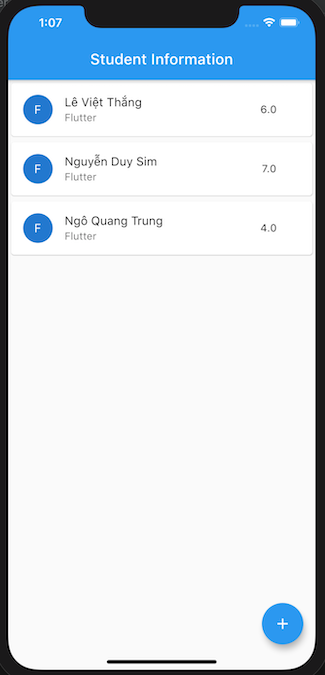 1:07
Student Information
F
Lê Việt Thắng
Flutter
6.0
F
Nguyễn Duy Sim
Flutter
7.0
F
Ngô Quang Trung
Flutter
4.0
+